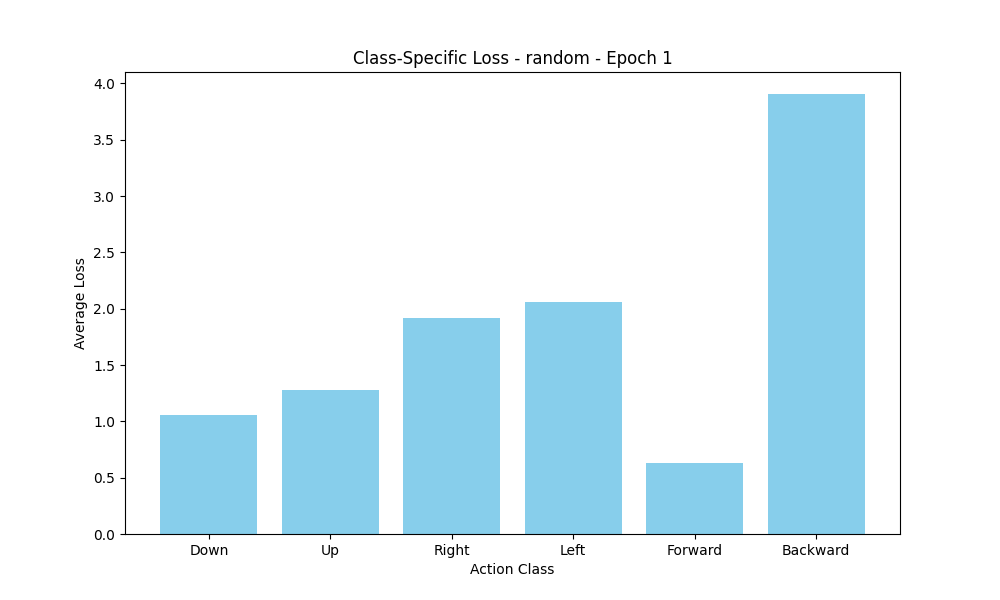 Class-Specific Loss - random - Epoch 1
4.0
3.5
3.0
2.5
2.0
1.5
1.0
0.5
0.0
Average Loss
Down Up Right Left Forward Backward
Action Class